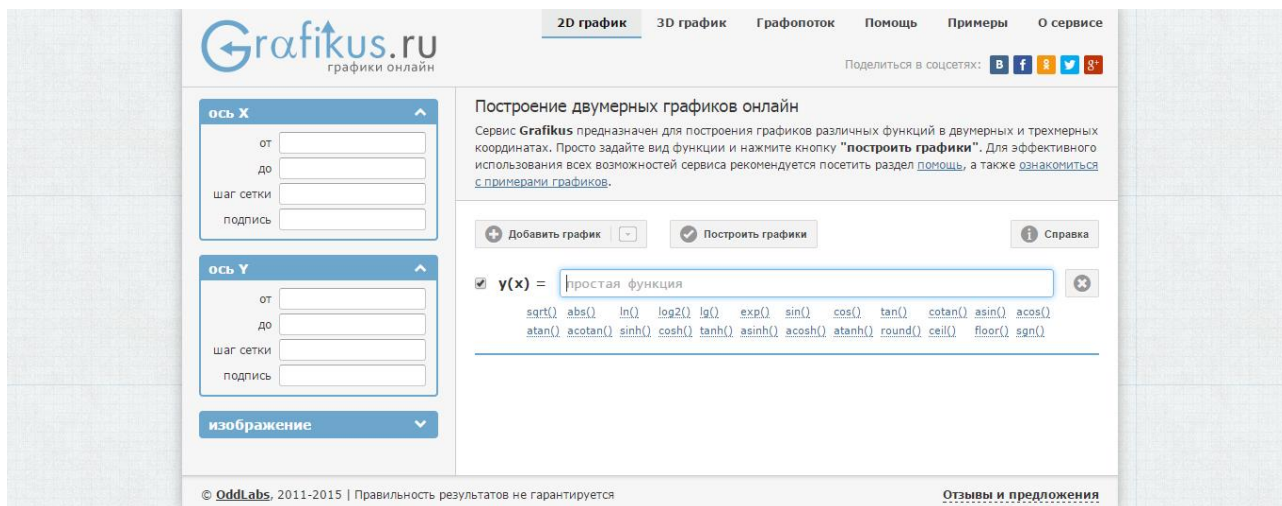 Grafikus.ru
графики онлайн
2D график 3D график Графопоток Помощь Примеры О сервисе
Поделиться в соцсетях: B f 8 g+
ось X
от
до
шаг сетки
подпись
ось Y
от
до
шаг сетки
подпись
изображение
Построение двумерных графиков онлайн
Сервис Grafikus предназначен для построения графиков различных функций в двумерных и трехмерных
координатах. Просто задайте вид функции и нажмите кнопку "построить графики". Для эффективного
использования всех возможностей сервиса рекомендуется посетить раздел помощь, а также ознакомиться
с примерами графиков.
Добавить график Построить графики Справка
y(x) = простая функция
sqrt() abs() ln() log2() lg() exp() sin() cos() tan() cotan() asin() acos()
atan() acotan() sinh() cosh() tanh() asinh() acosh() atanh() round() ceil() floor() sgn()
© OddLabs, 2011-2015 | Правильность результатов не гарантируется Отзывы и предложения